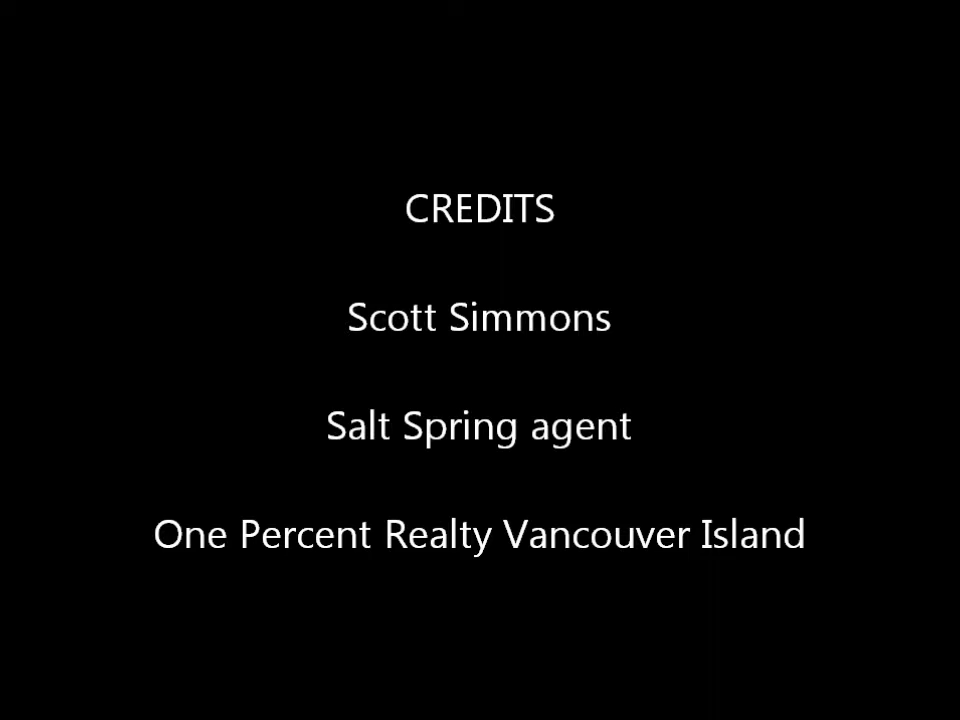 CREDITS
Scott Simmons
Salt Spring agent
One Percent Realty Vancouver Island